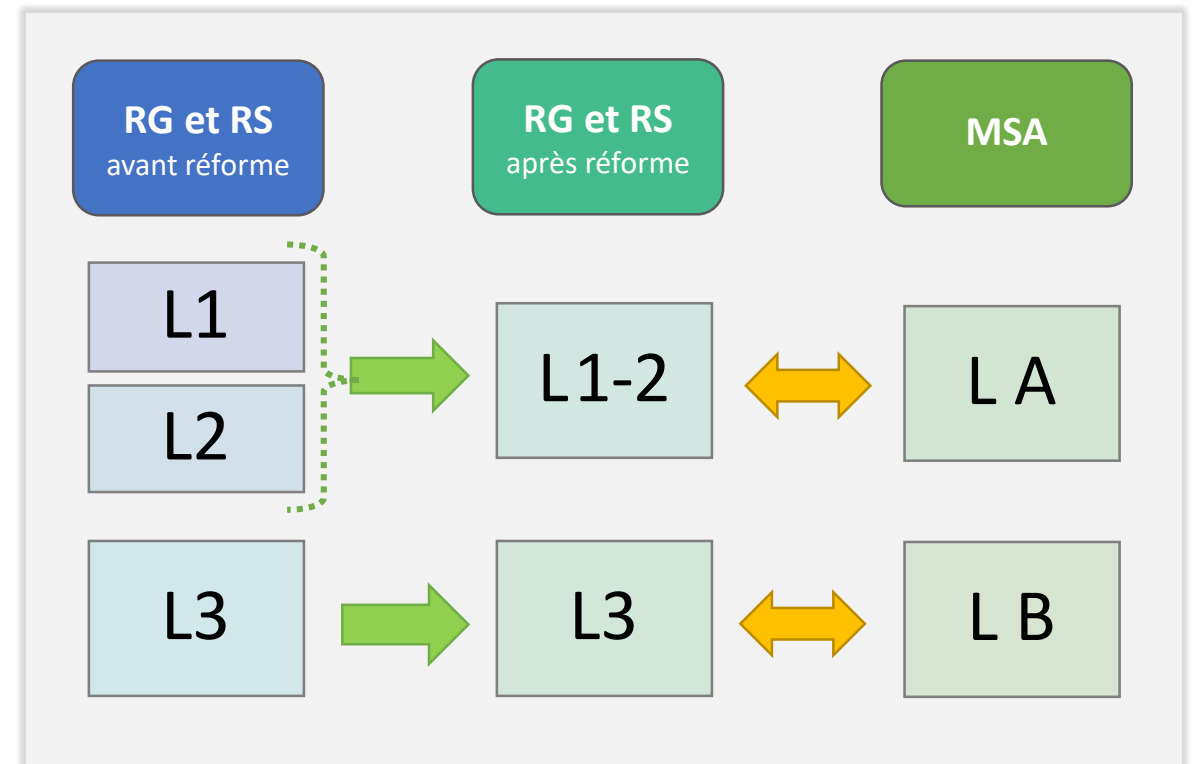 RG et RS
avant réforme
RG et RS
après réforme
MSA
L1
L2
L1-2
L A
L3
L3
L B